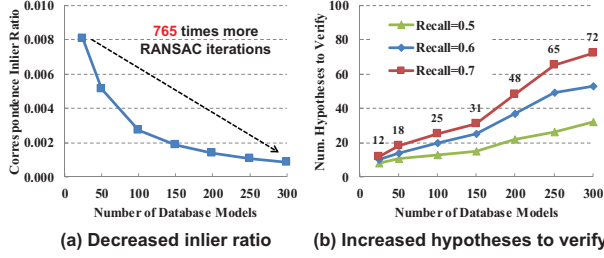 0.010
0.008
0.006
0.004
0.002
0.000
Correspondence Inlier Ratio
765 times more
RANSAC iterations
0 50 100 150 200 250 300
Number of Database Models
(a) Decreased inlier ratio
100
80
60
40
20
0
Num. Hypotheses to Verify
Recall=0.5
Recall=0.6
Recall=0.7
12 18 25 31 48 65 72
0 50 100 150 200 250 300
Number of Database Models
(b) Increased hypotheses to verify